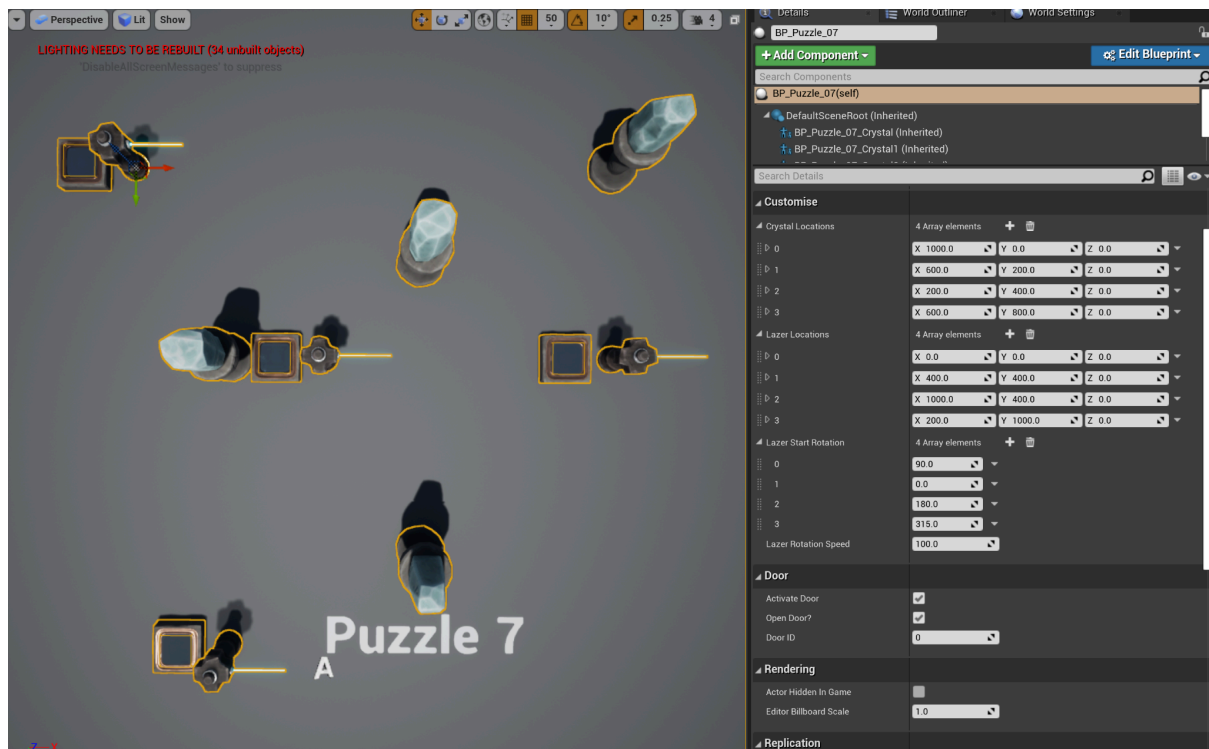 Perspective Lit Show 50 10° 0.25 4
LIGHTING NEEDS TO BE REBUILT (34 unbuilt objects)
'DisableAllScreenMessages' to suppress
Puzzle 7
A
Z X
Details World Outliner World Settings
BP_Puzzle_07
+ Add Component Edit Blueprint
Search Components
BP_Puzzle_07(self)
DefaultSceneRoot (Inherited)
BP_Puzzle_07_Crystal (Inherited)
BP_Puzzle_07_Crystal1 (Inherited)
Search Details
Customise
Crystal Locations 4 Array elements
0 X 1000.0 Y 0.0 Z 0.0
1 X 600.0 Y 200.0 Z 0.0
2 X 200.0 Y 400.0 Z 0.0
3 X 600.0 Y 800.0 Z 0.0
Lazer Locations 4 Array elements
0 X 0.0 Y 0.0 Z 0.0
1 X 400.0 Y 400.0 Z 0.0
2 X 1000.0 Y 400.0 Z 0.0
3 X 200.0 Y 1000.0 Z 0.0
Lazer Start Rotation 4 Array elements
0 90.0
1 0.0
2 180.0
3 315.0
Lazer Rotation Speed 100.0
Door
Activate Door
Open Door?
Door ID 0
Rendering
Actor Hidden In Game
Editor Billboard Scale 1.0
Replication